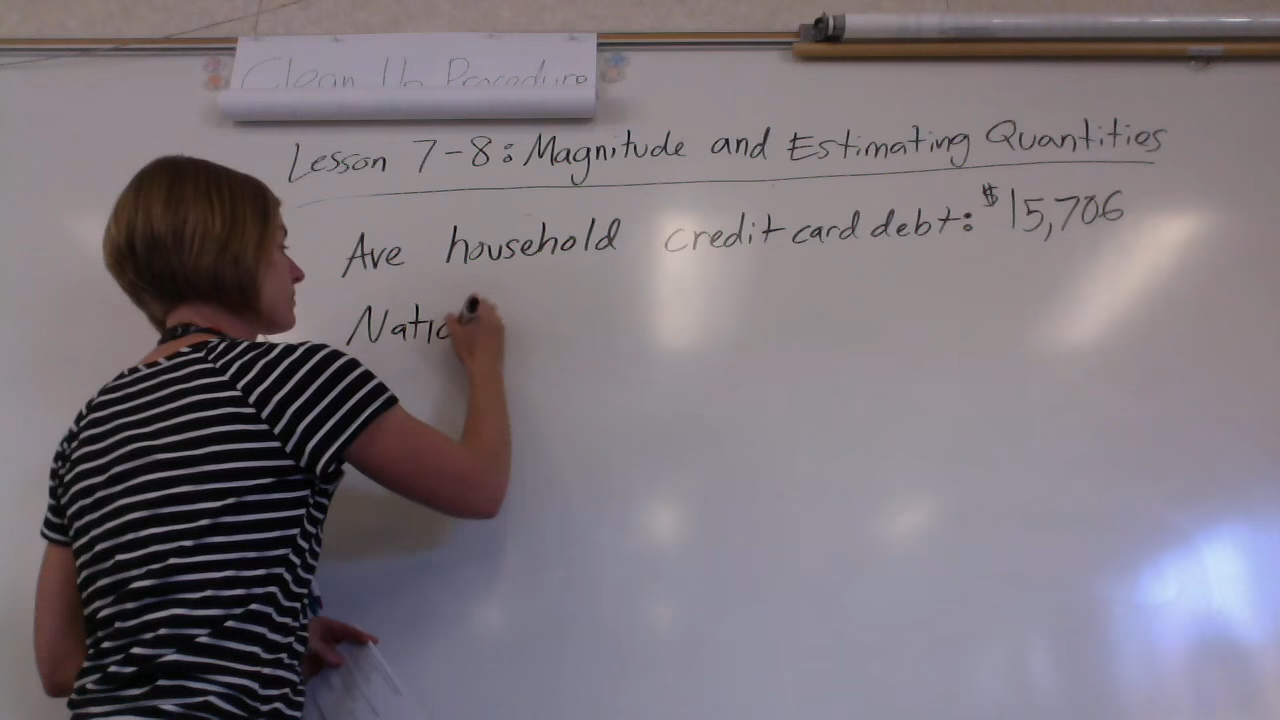 Clean Up Procedure
Lesson 7-8: Magnitude and Estimating Quantities
Ave household credit card debt: $15,706
Natio